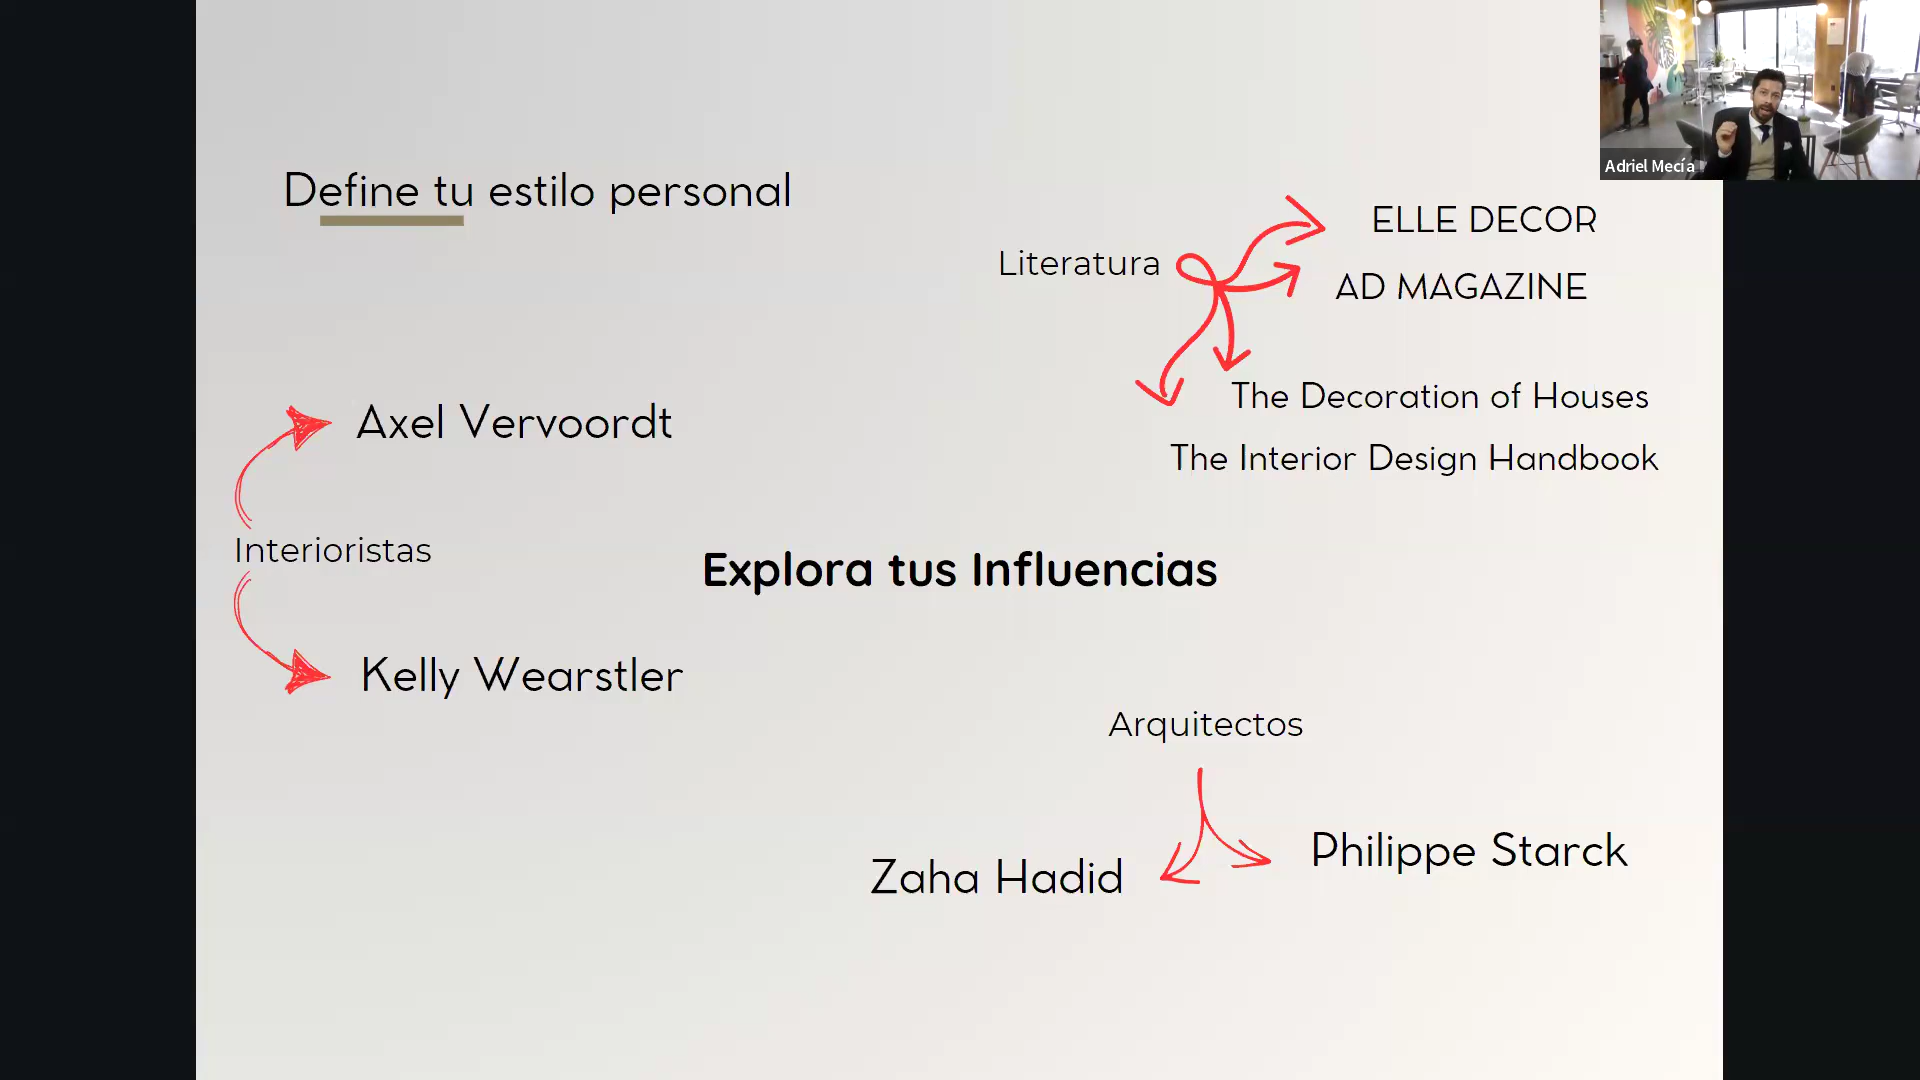 Define tu estilo personal
Adriel Mecía
Literatura
ELLE DECOR
AD MAGAZINE
The Decoration of Houses
The Interior Design Handbook
Axel Vervoordt
Interioristas
Kelly Wearstler
Explora tus Influencias
Arquitectos
Zaha Hadid
Philippe Starck